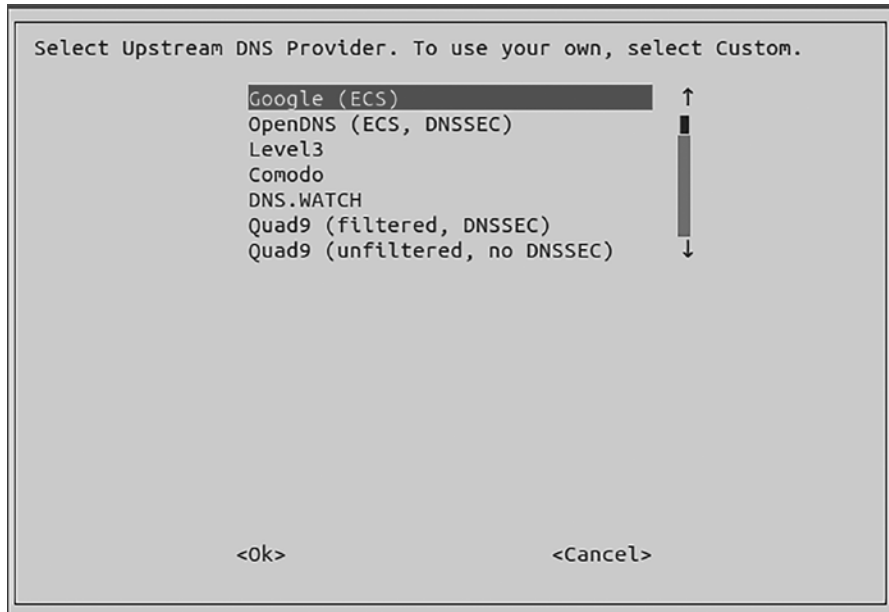 Select Upstream DNS Provider. To use your own, select Custom.
Google (ECS)
OpenDNS (ECS, DNSSEC)
Level3
Comodo
DNS.WATCH
Quad9 (filtered, DNSSEC)
Quad9 (unfiltered, no DNSSEC)
<Ok> <Cancel>